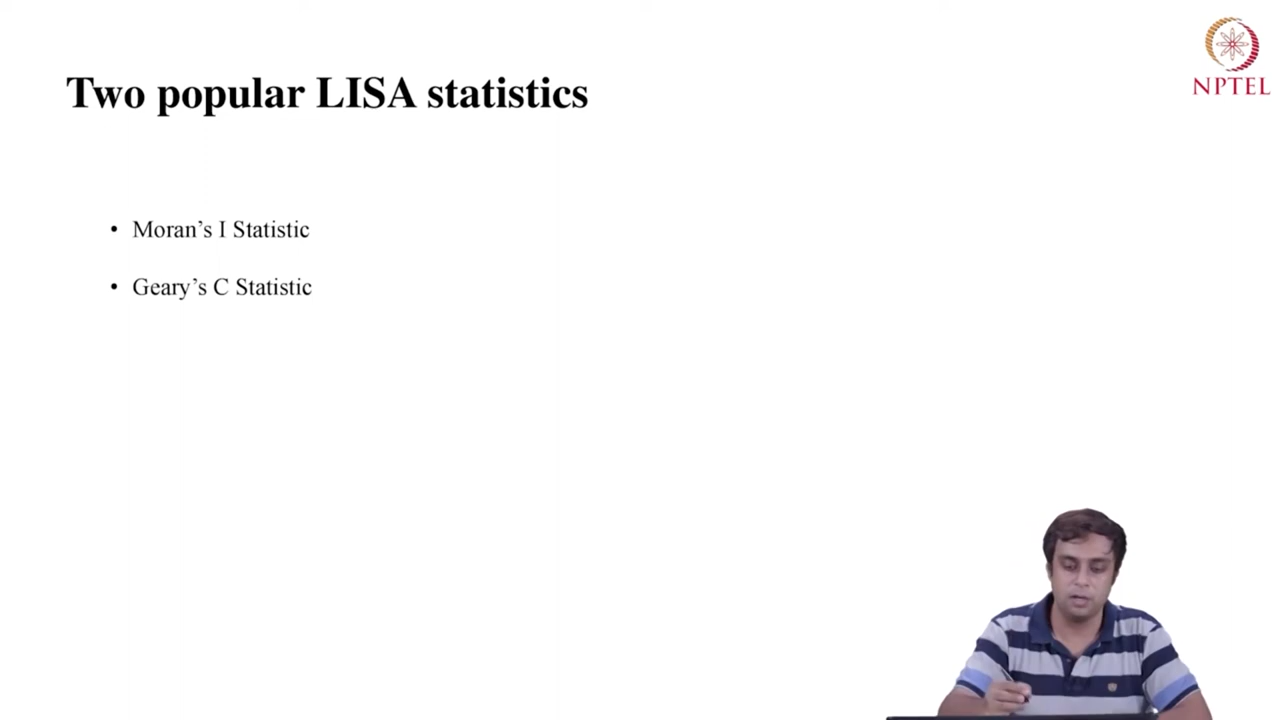 Two popular LISA statistics
NPTEL
• Moran’s I Statistic
• Geary’s C Statistic